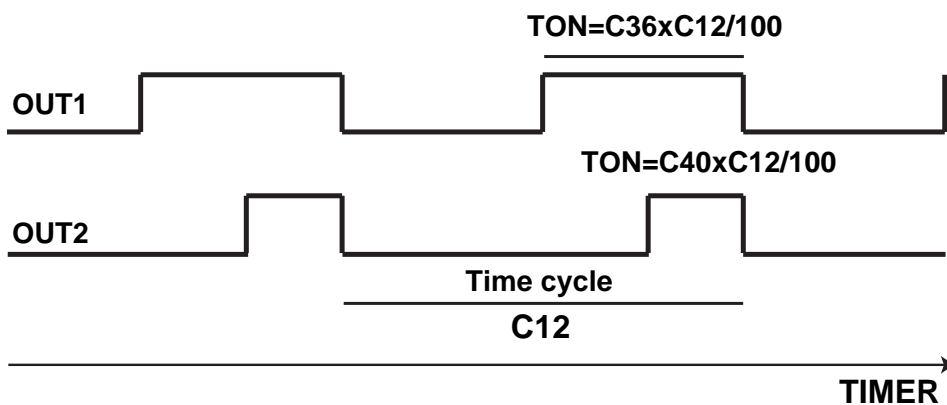 TON=C36xC12/100
OUT1
TON=C40xC12/100
OUT2
Time cycle
C12
TIMER